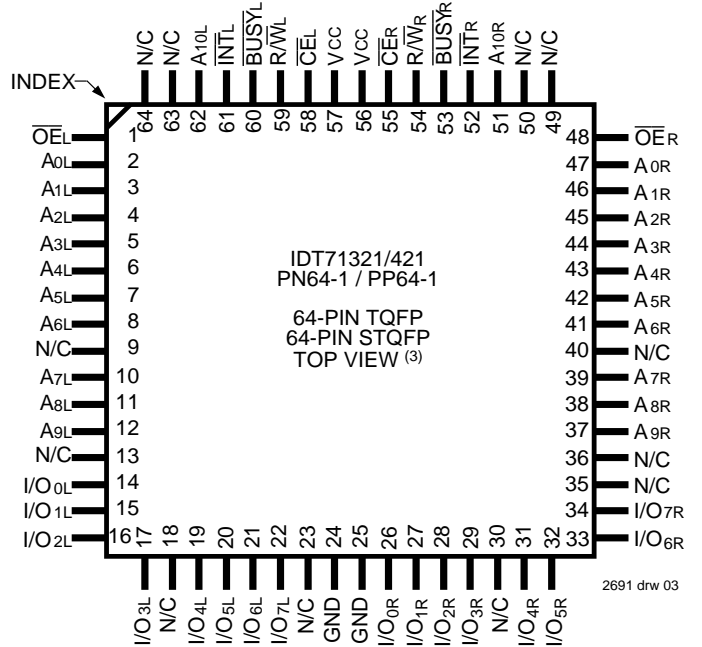 N/C
N/C
A10L
INTL
BUSYL
R/WL
CEL
VCC
VCC
CER
R/WR
BUSYR
INTR
A10R
N/C
N/C
INDEX
64
63
62
61
60
59
58
57
56
55
54
53
52
51
50
49
OEL 1
A0L 2
A1L 3
A2L 4
A3L 5
A4L 6
A5L 7
A6L 8
N/C 9
A7L 10
A8L 11
A9L 12
N/C 13
I/O0L 14
I/O1L 15
I/O2L 16
IDT71321/421
PN64-1 / PP64-1
64-PIN TQFP
64-PIN STQFP
TOP VIEW (3)
48 OER
47 A0R
46 A1R
45 A2R
44 A3R
43 A4R
42 A5R
41 A6R
40 N/C
39 A7R
38 A8R
37 A9R
36 N/C
35 N/C
34 I/O7R
33 I/O6R
17
18
19
20
21
22
23
24
25
26
27
28
29
30
31
32
I/O3L
N/C
I/O4L
I/O5L
I/O6L
I/O7L
N/C
GND
GND
I/O0R
I/O1R
I/O2R
I/O3R
N/C
I/O4R
I/O5R
2691 drw 03